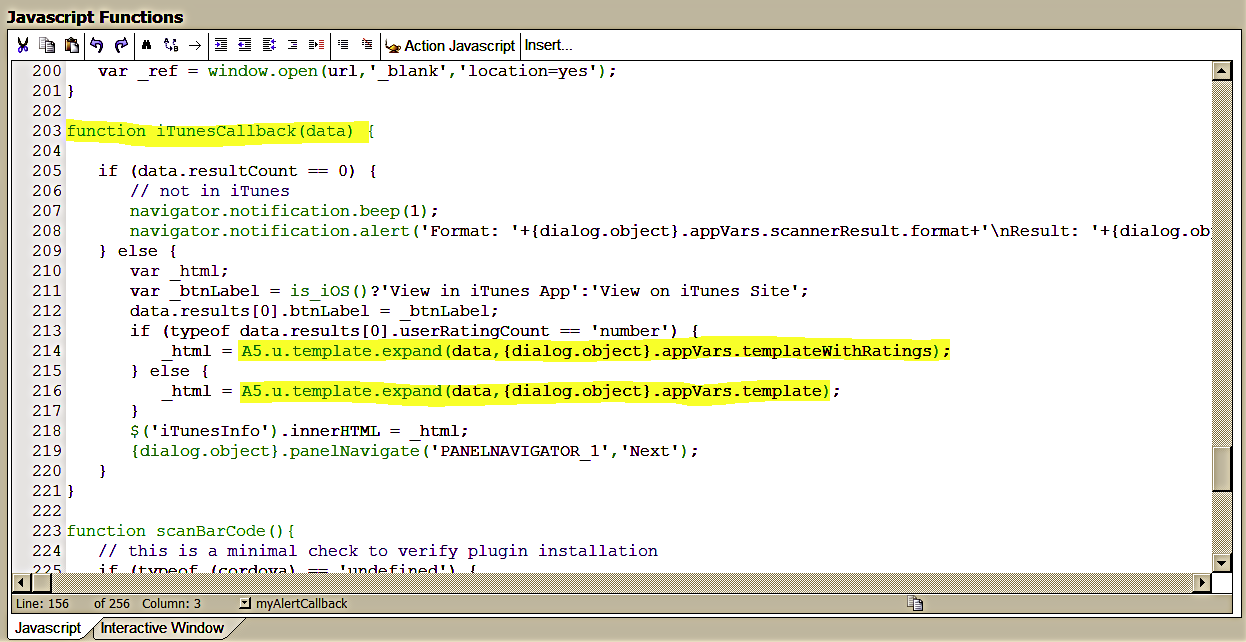 Javascript Functions
Action Javascript Insert...
200 var _ref = window.open(url,'_blank','location=yes');
201 }
202
203 function iTunesCallback(data) {
204
205 if (data.resultCount == 0) {
206 // not in iTunes
207 navigator.notification.beep(1);
208 navigator.notification.alert('Format: '+{dialog.object}.appVars.scannerResult.format+'\nResult: '+{dialog.ob
209 } else {
210 var _html;
211 var _btnLabel = is_iOS()?'View in iTunes App':'View on iTunes Site';
212 data.results[0].btnLabel = _btnLabel;
213 if (typeof data.results[0].userRatingCount == 'number') {
214 _html = A5.u.template.expand(data,{dialog.object}.appVars.templateWithRatings);
215 } else {
216 _html = A5.u.template.expand(data,{dialog.object}.appVars.template);
217 }
218 $('iTunesInfo').innerHTML = _html;
219 {dialog.object}.panelNavigate('PANELNAVIGATOR_1','Next');
220 }
221 }
222
223 function scanBarCode(){
224 // this is a minimal check to verify plugin installation
225 if (typeof (cordova) == 'undefined') {
Line: 156 of 256 Column: 3 myAlertCallback
Javascript Interactive Window